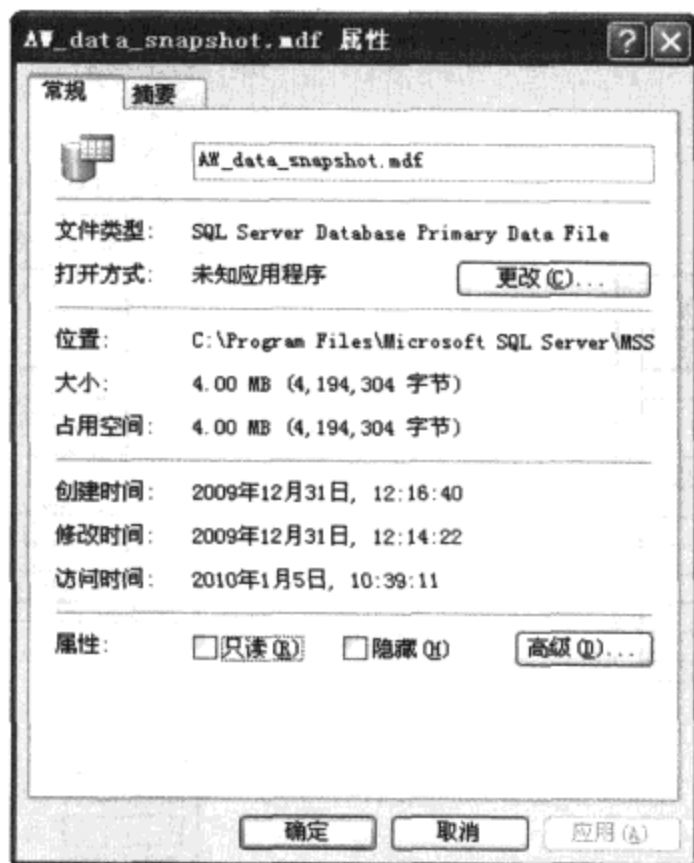 AW_data_snapshot.mdf 属性
常规 摘要
AW_data_snapshot.mdf
文件类型: SQL Server Database Primary Data File
打开方式: 未知应用程序 更改(C)...
位置: C:\Program Files\Microsoft SQL Server\MSS
大小: 4.00 MB (4,194,304 字节)
占用空间: 4.00 MB (4,194,304 字节)
创建时间: 2009年12月31日, 12:16:40
修改时间: 2009年12月31日, 12:14:22
访问时间: 2010年1月5日, 10:39:11
属性: 只读(R) 隐藏(H) 高级(D)...
确定 取消 应用(A)